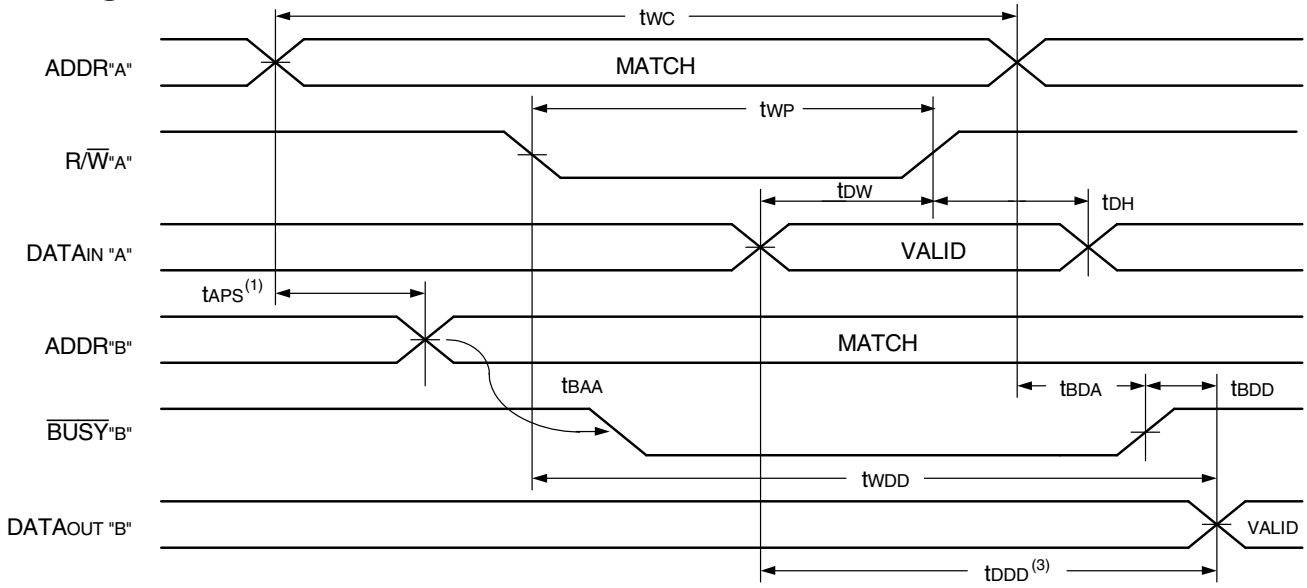 tWC
ADDR"A"
MATCH
tWP
R/W̅"A"
tDW
tDH
DATAIN "A"
VALID
tAPS(1)
ADDR"B"
MATCH
tBAA
tBDA
tBDD
B̅U̅S̅Y̅"B"
tWDD
DATAOUT "B"
VALID
tDDD(3)